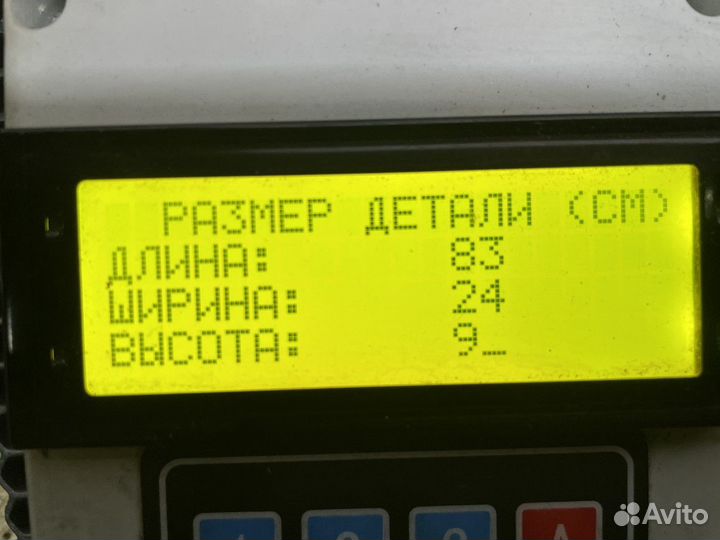 РАЗМЕР ДЕТАЛИ (СМ)
ДЛИНА: 83
ШИРИНА: 24
ВЫСОТА: 9_
A
Avito